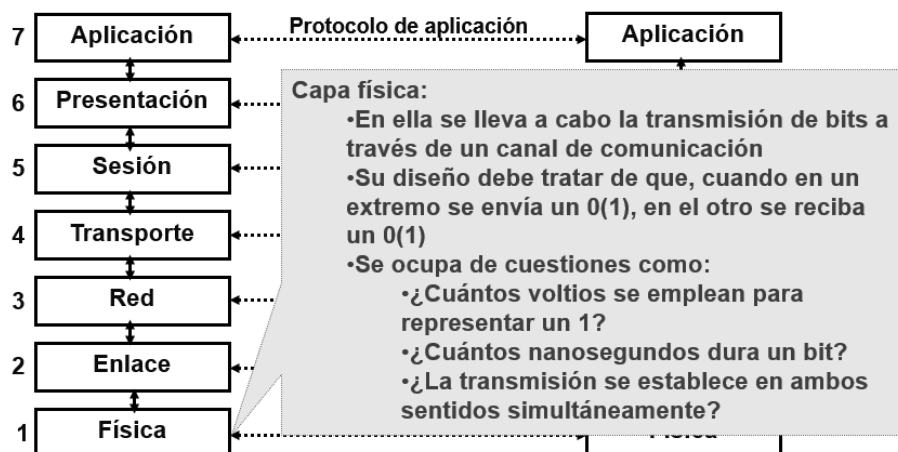 7 Aplicación
Protocolo de aplicación
Aplicación
6 Presentación
5 Sesión
4 Transporte
3 Red
2 Enlace
1 Física
Capa física:
•En ella se lleva a cabo la transmisión de bits a
través de un canal de comunicación
•Su diseño debe tratar de que, cuando en un
extremo se envía un 0(1), en el otro se reciba
un 0(1)
•Se ocupa de cuestiones como:
•¿Cuántos voltios se emplean para
representar un 1?
•¿Cuántos nanosegundos dura un bit?
•¿La transmisión se establece en ambos
sentidos simultáneamente?
Física